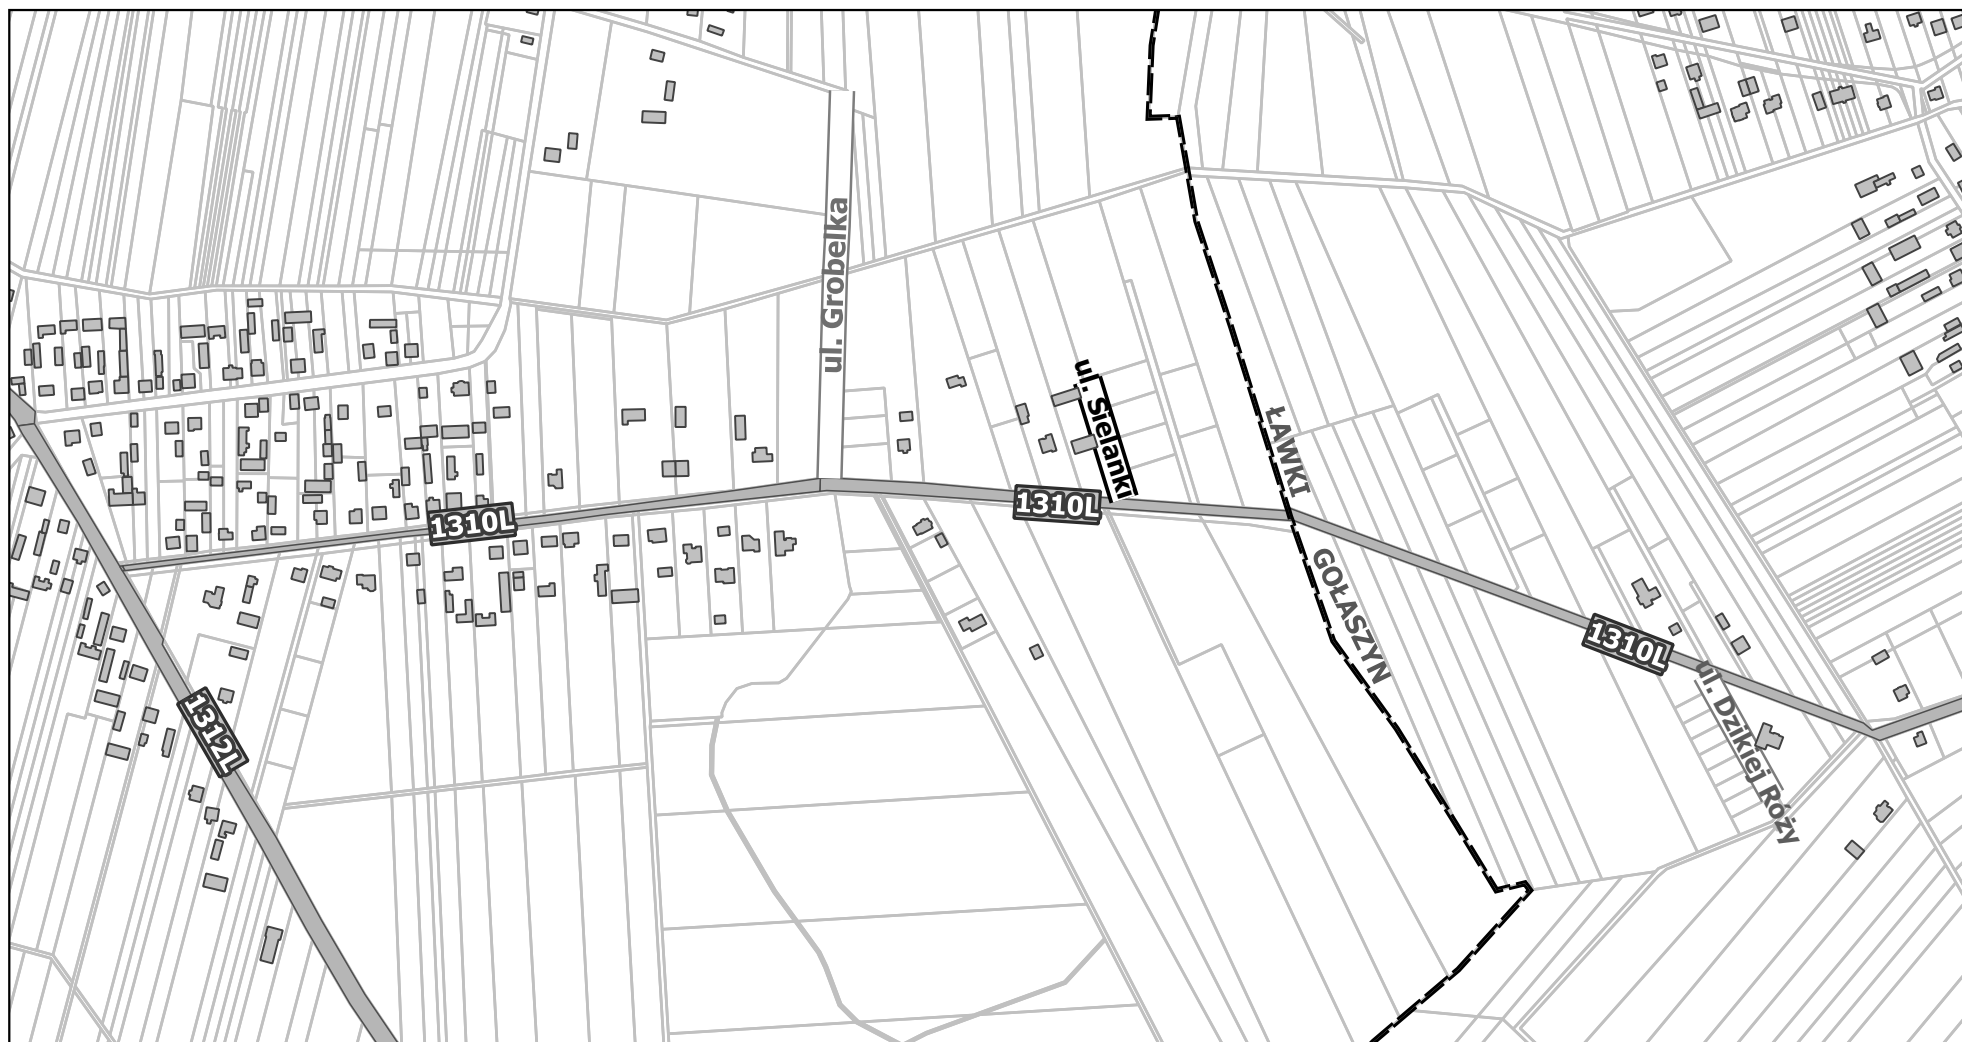 ul. Grobelka
ul. Sielanki
ŁAWKI
1310L
1310L
GOŁASZYN
1310L
ul. Dzikiej Róży
1312L